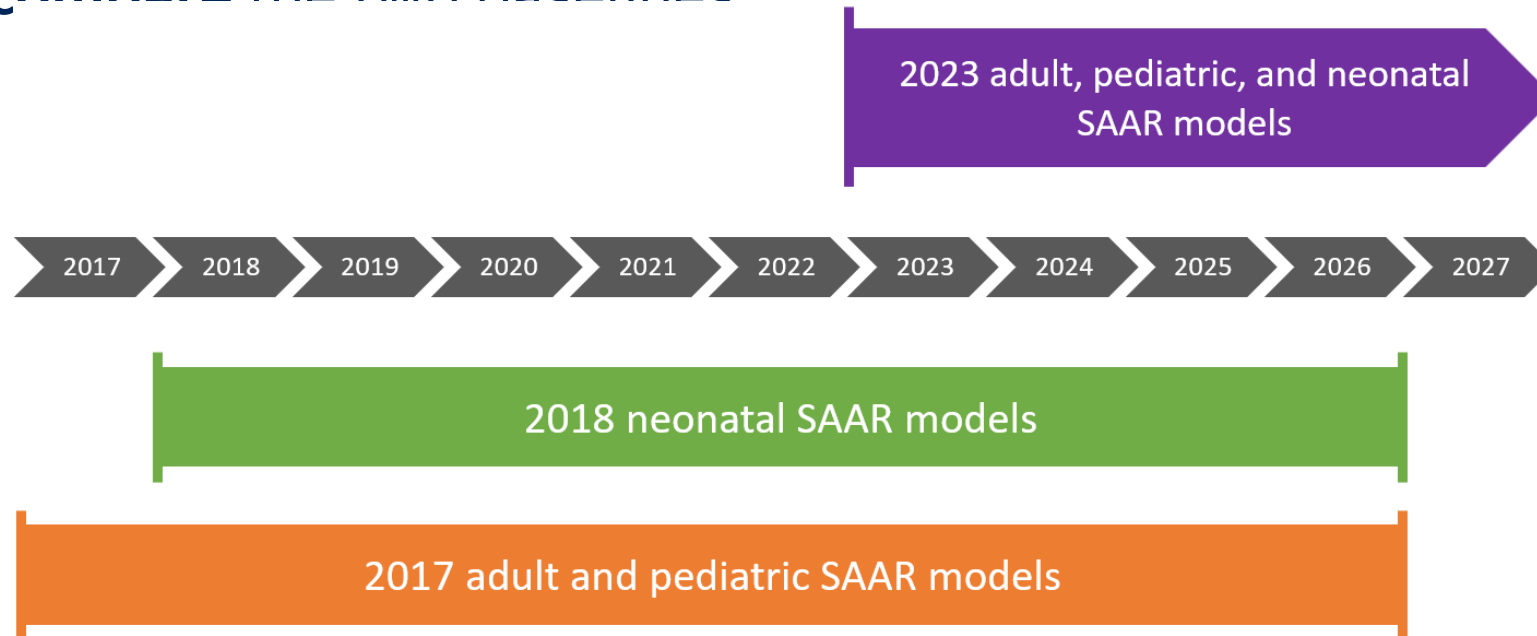 2023 adult, pediatric, and neonatal
SAAR models
2017 2018 2019 2020 2021 2022 2023 2024 2025 2026 2027
2018 neonatal SAAR models
2017 adult and pediatric SAAR models